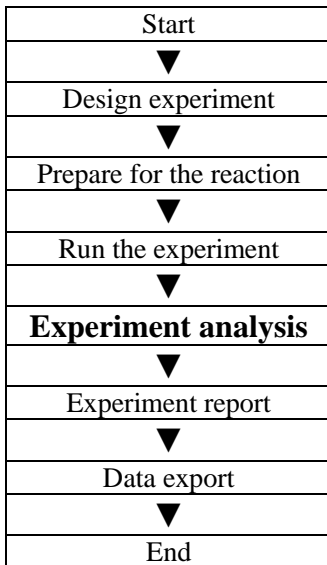 Start
▼
Design experiment
▼
Prepare for the reaction
▼
Run the experiment
▼
Experiment analysis
▼
Experiment report
▼
Data export
▼
End